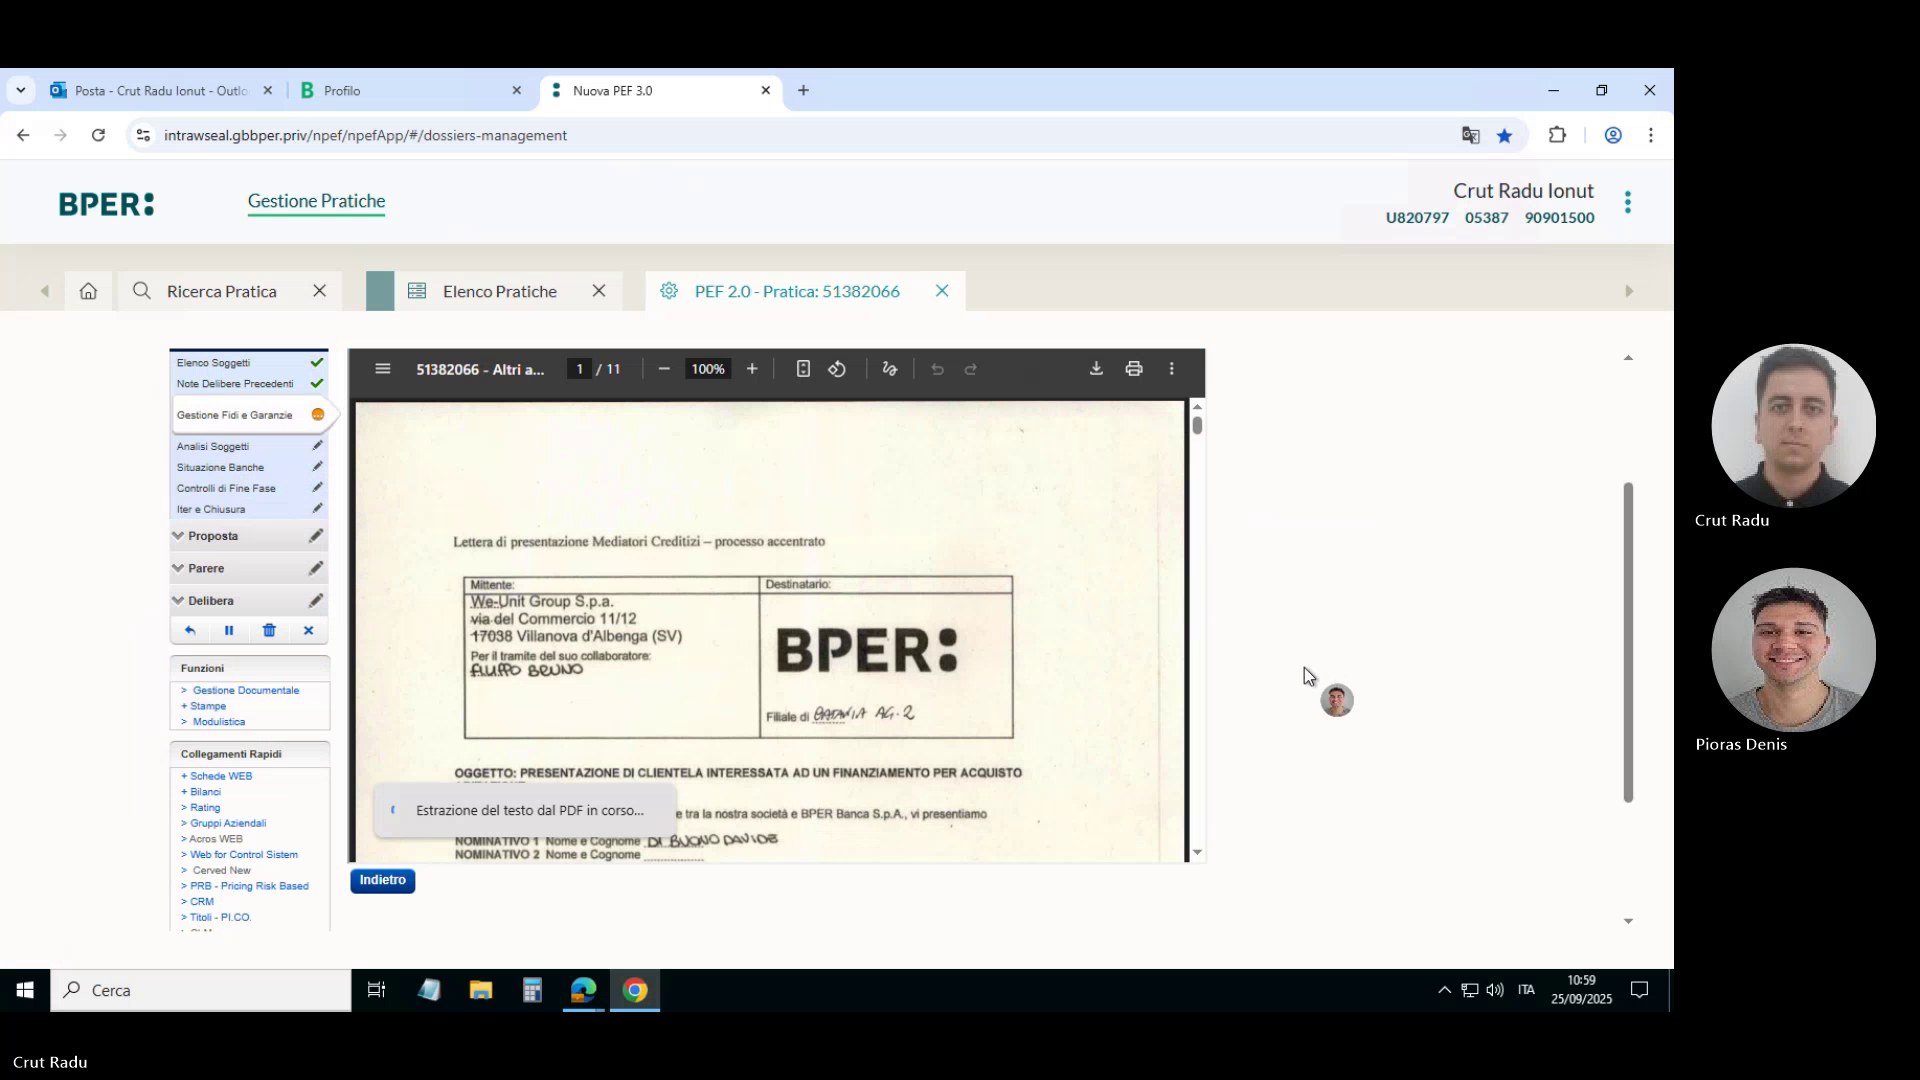 Posta - Crut Radu Ionut - Outlo
Profilo
Nuova PEF 3.0
intrawseal.gbbper.priv/npef/npefApp/#/dossiers-management
BPER:
Gestione Pratiche
Crut Radu Ionut
U820797 05387 90901500
Ricerca Pratica
Elenco Pratiche
PEF 2.0 - Pratica: 51382066
Elenco Soggetti
Note Delibere Precedenti
Gestione Fidi e Garanzie
Analisi Soggetti
Situazione Banche
Controlli di Fine Fase
Iter e Chiusura
Proposta
Parere
Delibera
Funzioni
> Gestione Documentale
+ Stampe
> Modulistica
Collegamenti Rapidi
+ Schede WEB
+ Bilanci
> Rating
> Gruppi Aziendali
> Acros WEB
> Web for Control Sistem
> Cerved New
> PRB - Pricing Risk Based
> CRM
> Titoli - PI.CO.
51382066 - Altri a...
1 / 11
100%
Lettera di presentazione Mediatori Creditizi – processo accentrato
Mittente:
We-Unit Group S.p.a.
via del Commercio 11/12
17038 Villanova d'Albenga (SV)
Per il tramite del suo collaboratore:
BRUNO
Destinatario:
BPER:
Filiale di CATANIA AG. 2
OGGETTO: PRESENTAZIONE DI CLIENTELA INTERESSATA AD UN FINANZIAMENTO PER ACQUISTO
e tra la nostra società e BPER Banca S.p.A., vi presentiamo
NOMINATIVO 1 Nome e Cognome DI BUONO DAVIDE
NOMINATIVO 2 Nome e Cognome
Estrazione del testo dal PDF in corso...
Indietro
Crut Radu
Pioras Denis
Cerca
ITA
10:59
25/09/2025
Crut Radu